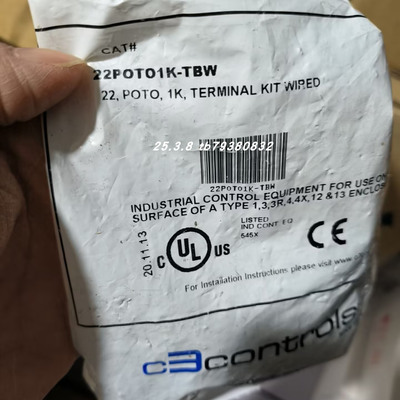 CAT#
22POTO1K-TBW
22, POTO, 1K, TERMINAL KIT WIRED
25.3.8 tb79380832
22POTO1K-TBW
INDUSTRIAL CONTROL EQUIPMENT FOR USE ON
SURFACE OF A TYPE 1,3,3R,4,4X,12 &13 ENCLOS
20.11.13
C UL US
LISTED
IND CONT EQ
545X
CE
For Installation Instructions please visit www.
c3controls